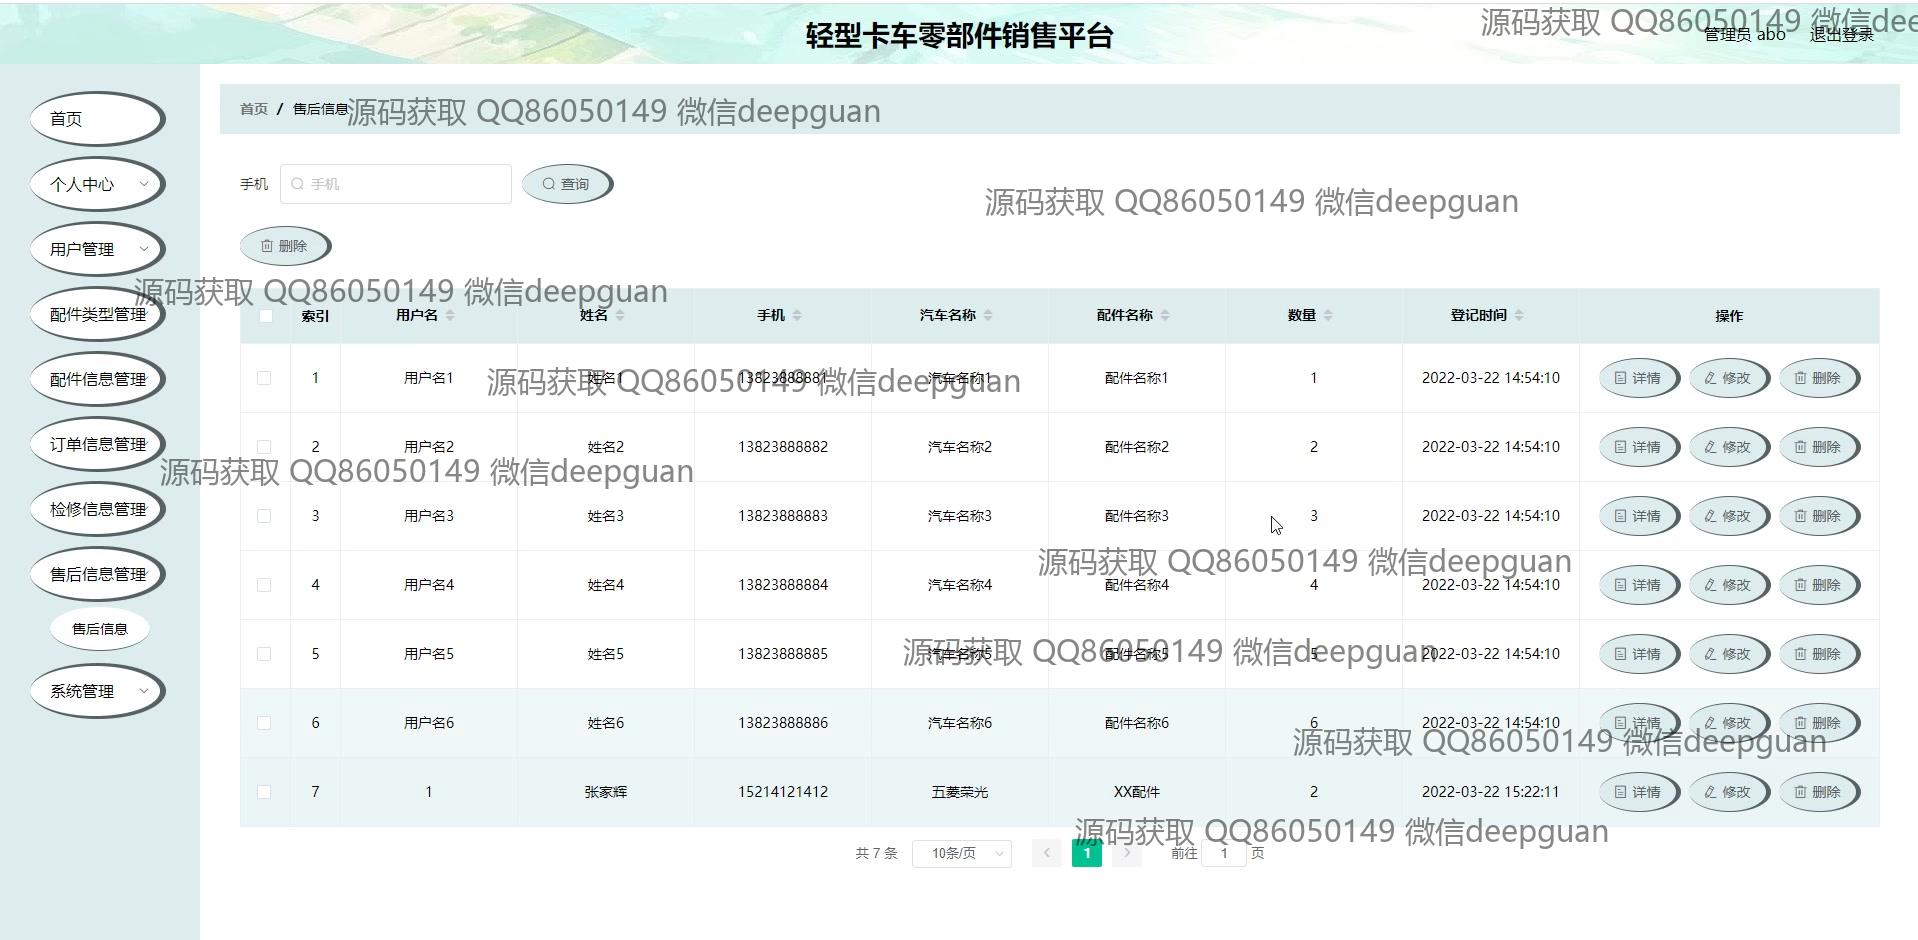 轻型卡车零部件销售平台
源码获取 QQ86050149 微信dee
管理员 abo 退出登录
首页
首页 / 售后信息
源码获取 QQ86050149 微信deepguan
个人中心
手机 手机 查询
源码获取 QQ86050149 微信deepguan
用户管理
删除
源码获取 QQ86050149 微信deepguan
配件类型管理
索引 用户名 姓名 手机 汽车名称 配件名称 数量 登记时间 操作
配件信息管理
1 用户名1 姓名1 13823888881 汽车名称1 配件名称1 1 2022-03-22 14:54:10 详情 修改 删除
源码获取 QQ86050149 微信deepguan
订单信息管理
2 用户名2 姓名2 13823888882 汽车名称2 配件名称2 2 2022-03-22 14:54:10 详情 修改 删除
源码获取 QQ86050149 微信deepguan
检修信息管理
3 用户名3 姓名3 13823888883 汽车名称3 配件名称3 3 2022-03-22 14:54:10 详情 修改 删除
源码获取 QQ86050149 微信deepguan
售后信息管理
4 用户名4 姓名4 13823888884 汽车名称4 配件名称4 4 2022-03-22 14:54:10 详情 修改 删除
售后信息
5 用户名5 姓名5 13823888885 汽车名称5 配件名称5 5 2022-03-22 14:54:10 详情 修改 删除
源码获取 QQ86050149 微信deepguan
系统管理
6 用户名6 姓名6 13823888886 汽车名称6 配件名称6 6 2022-03-22 14:54:10 详情 修改 删除
源码获取 QQ86050149 微信deepguan
7 1 张家辉 15214121412 五菱荣光 XX配件 2 2022-03-22 15:22:11 详情 修改 删除
源码获取 QQ86050149 微信deepguan
共 7 条 10条/页 1 前往 1 页